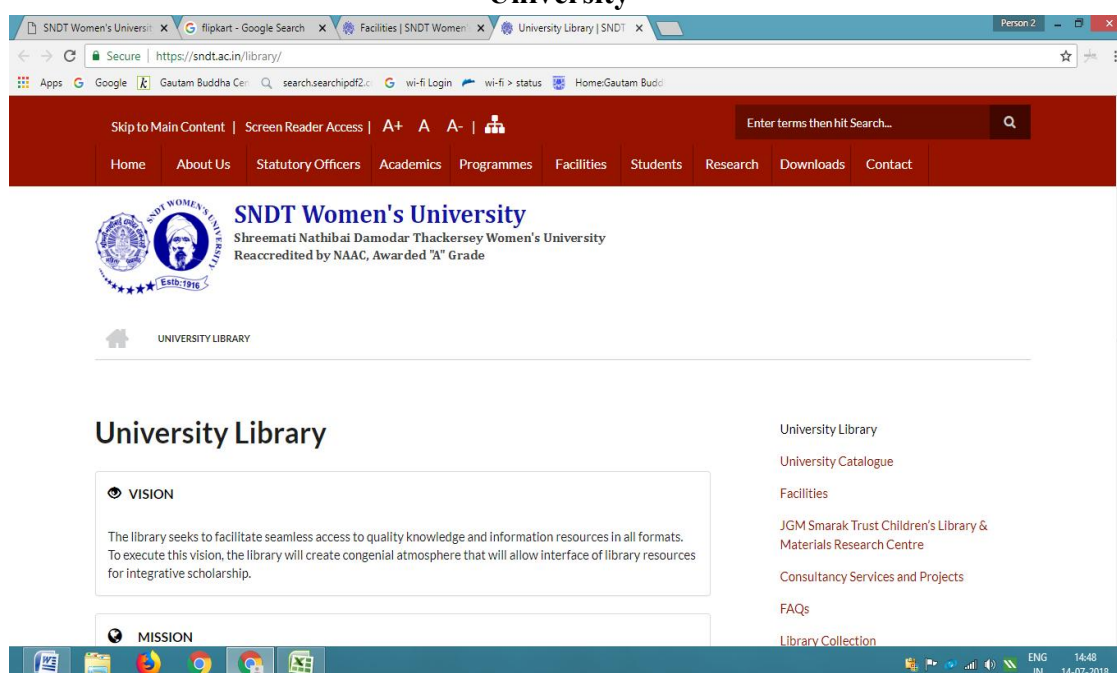 University
SNDT Women's Universit
flipkart - Google Search
Facilities | SNDT Women'
University Library | SNDT
Person 2
Secure | https://sndt.ac.in/library/
Apps Google Gautam Buddha Cen search.searchipdf2.c wi-fi Login wi-fi > status Home:Gautam Budd
Skip to Main Content | Screen Reader Access | A+ A A- |
Enter terms then hit Search...
Home About Us Statutory Officers Academics Programmes Facilities Students Research Downloads Contact
SNDT WOMEN'S UNIVERSITY
Estb:1916
SNDT Women's University
Shreemati Nathibai Damodar Thackersey Women's University
Reaccredited by NAAC, Awarded "A" Grade
UNIVERSITY LIBRARY
University Library
VISION
The library seeks to facilitate seamless access to quality knowledge and information resources in all formats.
To execute this vision, the library will create congenial atmosphere that will allow interface of library resources
for integrative scholarship.
MISSION
University Library
University Catalogue
Facilities
JGM Smarak Trust Children's Library &
Materials Research Centre
Consultancy Services and Projects
FAQs
Library Collection
ENG
IN
14:48
14-07-2018